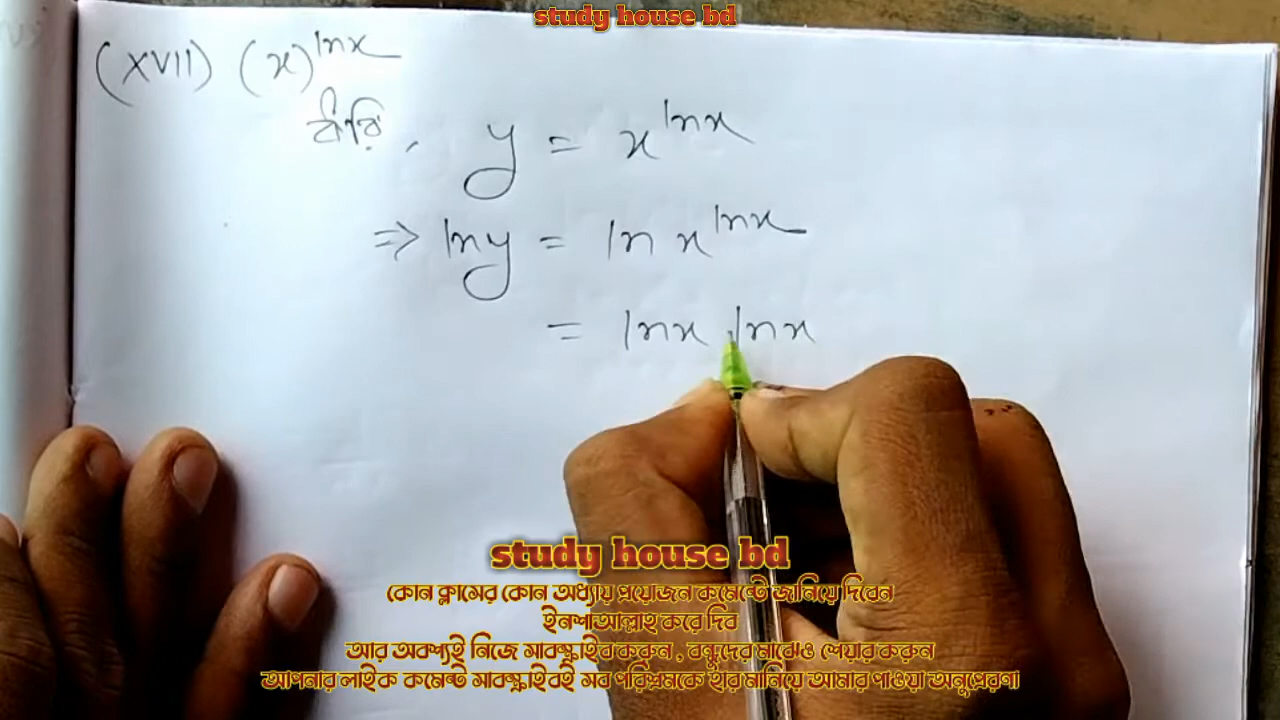 study house bd
(XVII) (x)^lnx
ধরি, y = x^lnx
⇒ lny = ln x^lnx
= lnx . lnx
study house bd
কোন ক্লাসের কোন অধ্যায় প্রয়োজন কমেন্টে জানিয়ে দিবেন
ইনশাআল্লাহ করে দিব
আর অবশ্যই নিজে সাবস্ক্রাইব করুন , বন্ধুদের মাঝেও শেয়ার করুন
আপনার লাইক কমেন্ট সাবস্ক্রাইবই সব পরিশ্রমকে হার মানিয়ে আমার পাওয়া অনুপ্রেরণা